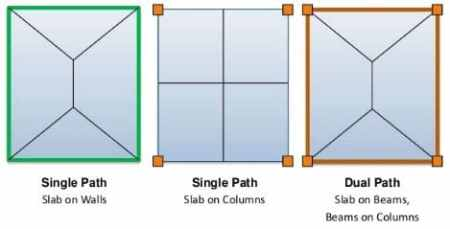 Single Path
Slab on Walls
Single Path
Slab on Columns
Dual Path
Slab on Beams,
Beams on Columns